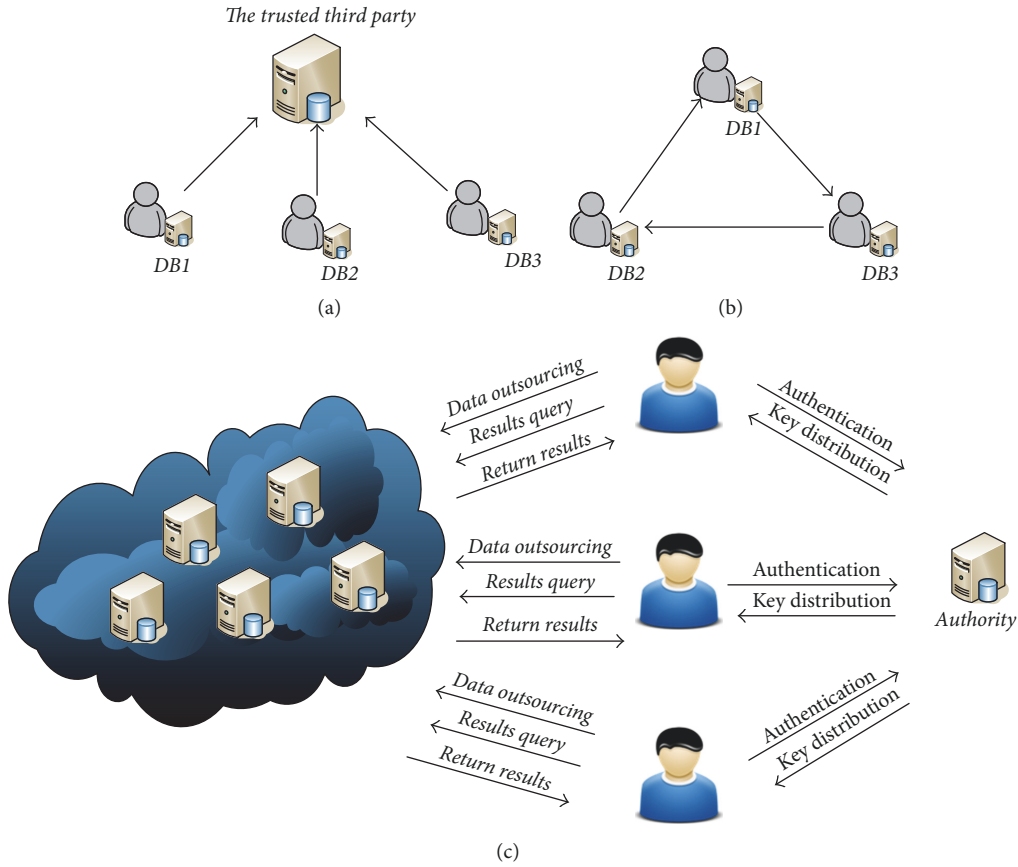 The trusted third party
DB1
DB2
DB3
(a)
DB1
DB2
DB3
(b)
Data outsourcing
Results query
Return results
Authentication
Key distribution
Data outsourcing
Results query
Return results
Authentication
Key distribution
Authority
Data outsourcing
Results query
Return results
Authentication
Key distribution
(c)